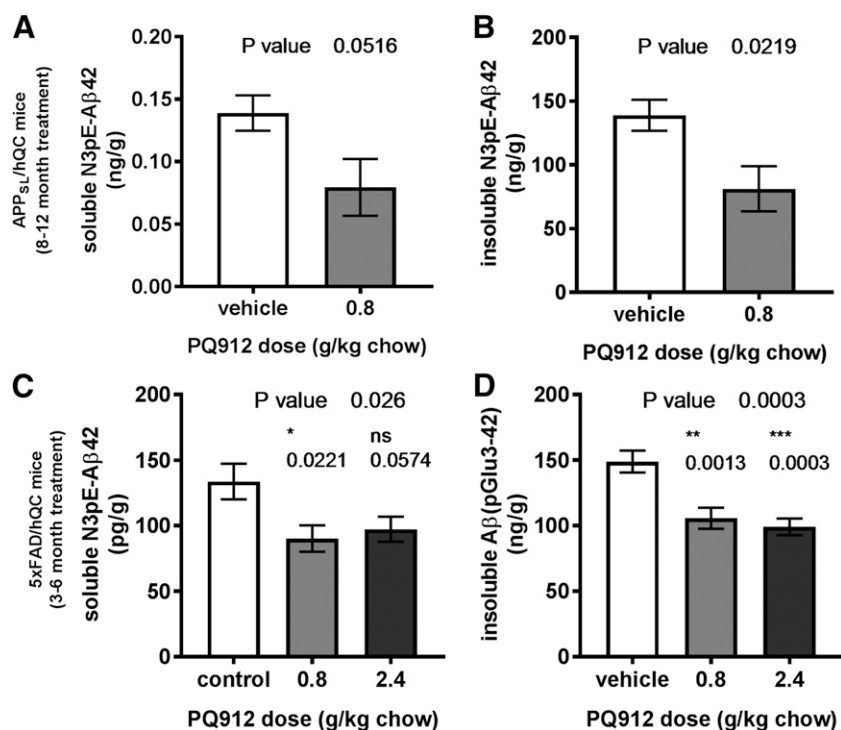 A
APPSL/hQC mice
(8-12 month treatment)
soluble N3pE-Aβ42
(ng/g)
0.20
0.15
0.10
0.05
0.00
P value 0.0516
vehicle 0.8
PQ912 dose (g/kg chow)
B
insoluble N3pE-Aβ42
(ng/g)
200
150
100
50
0
P value 0.0219
vehicle 0.8
PQ912 dose (g/kg chow)
C
5xFAD/hQC mice
(3-6 month treatment)
soluble N3pE-Aβ42
(pg/g)
200
150
100
50
0
P value 0.026
* ns
0.0221 0.0574
control 0.8 2.4
PQ912 dose (g/kg chow)
D
insoluble Aβ(pGlu3-42)
(ng/g)
200
150
100
50
0
P value 0.0003
** ***
0.0013 0.0003
vehicle 0.8 2.4
PQ912 dose (g/kg chow)